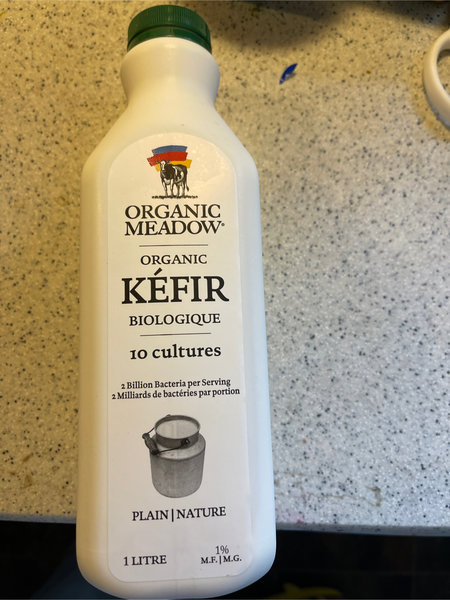 ORGANIC
MEADOW®
ORGANIC
KÉFIR
BIOLOGIQUE
10 cultures
2 Billion Bacteria per Serving
2 Milliards de bactéries par portion
PLAIN | NATURE
1 LITRE
1%
M.F. | M.G.